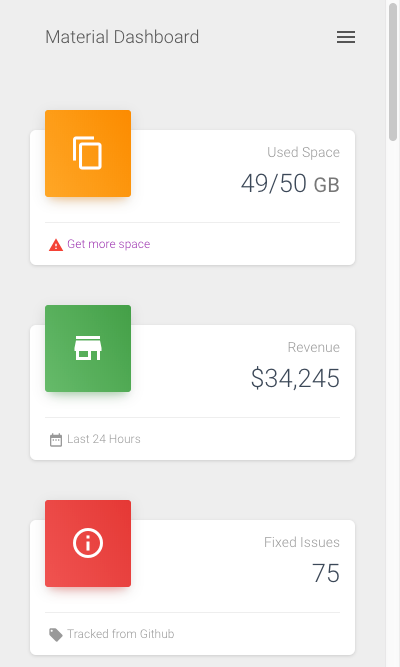 Material Dashboard
Used Space
49/50 GB
Get more space
Revenue
$34,245
Last 24 Hours
Fixed Issues
75
Tracked from Github